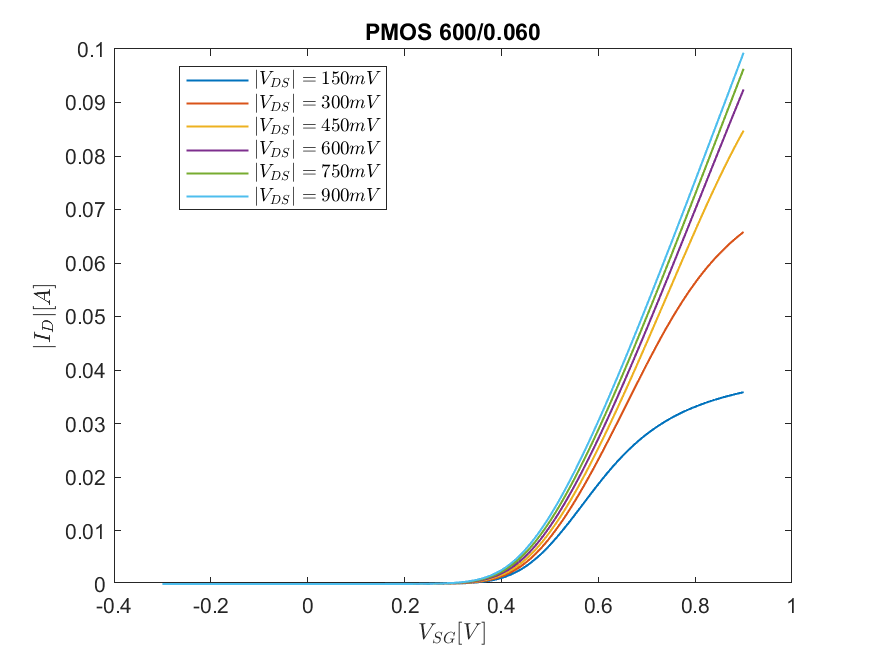 PMOS 600/0.060
|V_DS| = 150mV
|V_DS| = 300mV
|V_DS| = 450mV
|V_DS| = 600mV
|V_DS| = 750mV
|V_DS| = 900mV
0.1
0.09
0.08
0.07
0.06
0.05
0.04
0.03
0.02
0.01
0
|I_D|[A]
-0.4 -0.2 0 0.2 0.4 0.6 0.8 1
V_SG[V]